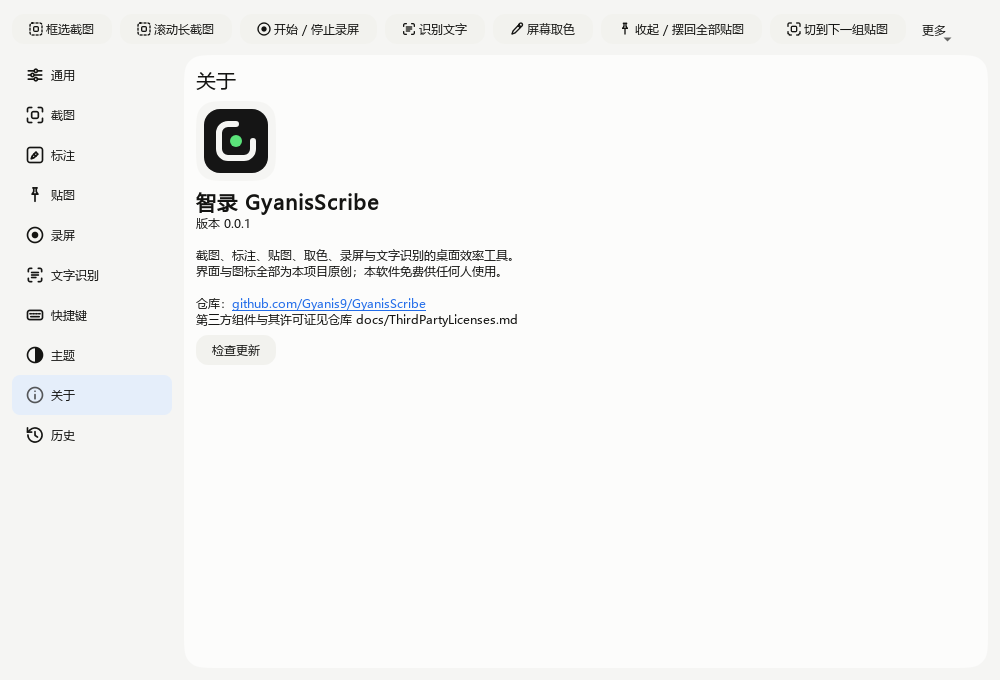 框选截图
滚动长截图
开始 / 停止录屏
识别文字
屏幕取色
收起 / 摆回全部贴图
切到下一组贴图
更多
通用
截图
标注
贴图
录屏
文字识别
快捷键
主题
关于
历史
关于
智录 GyanisScribe
版本 0.0.1
截图、标注、贴图、取色、录屏与文字识别的桌面效率工具。
界面与图标全部为本项目原创；本软件免费供任何人使用。
仓库：github.com/Gyanis9/GyanisScribe
第三方组件与其许可证见仓库 docs/ThirdPartyLicenses.md
检查更新